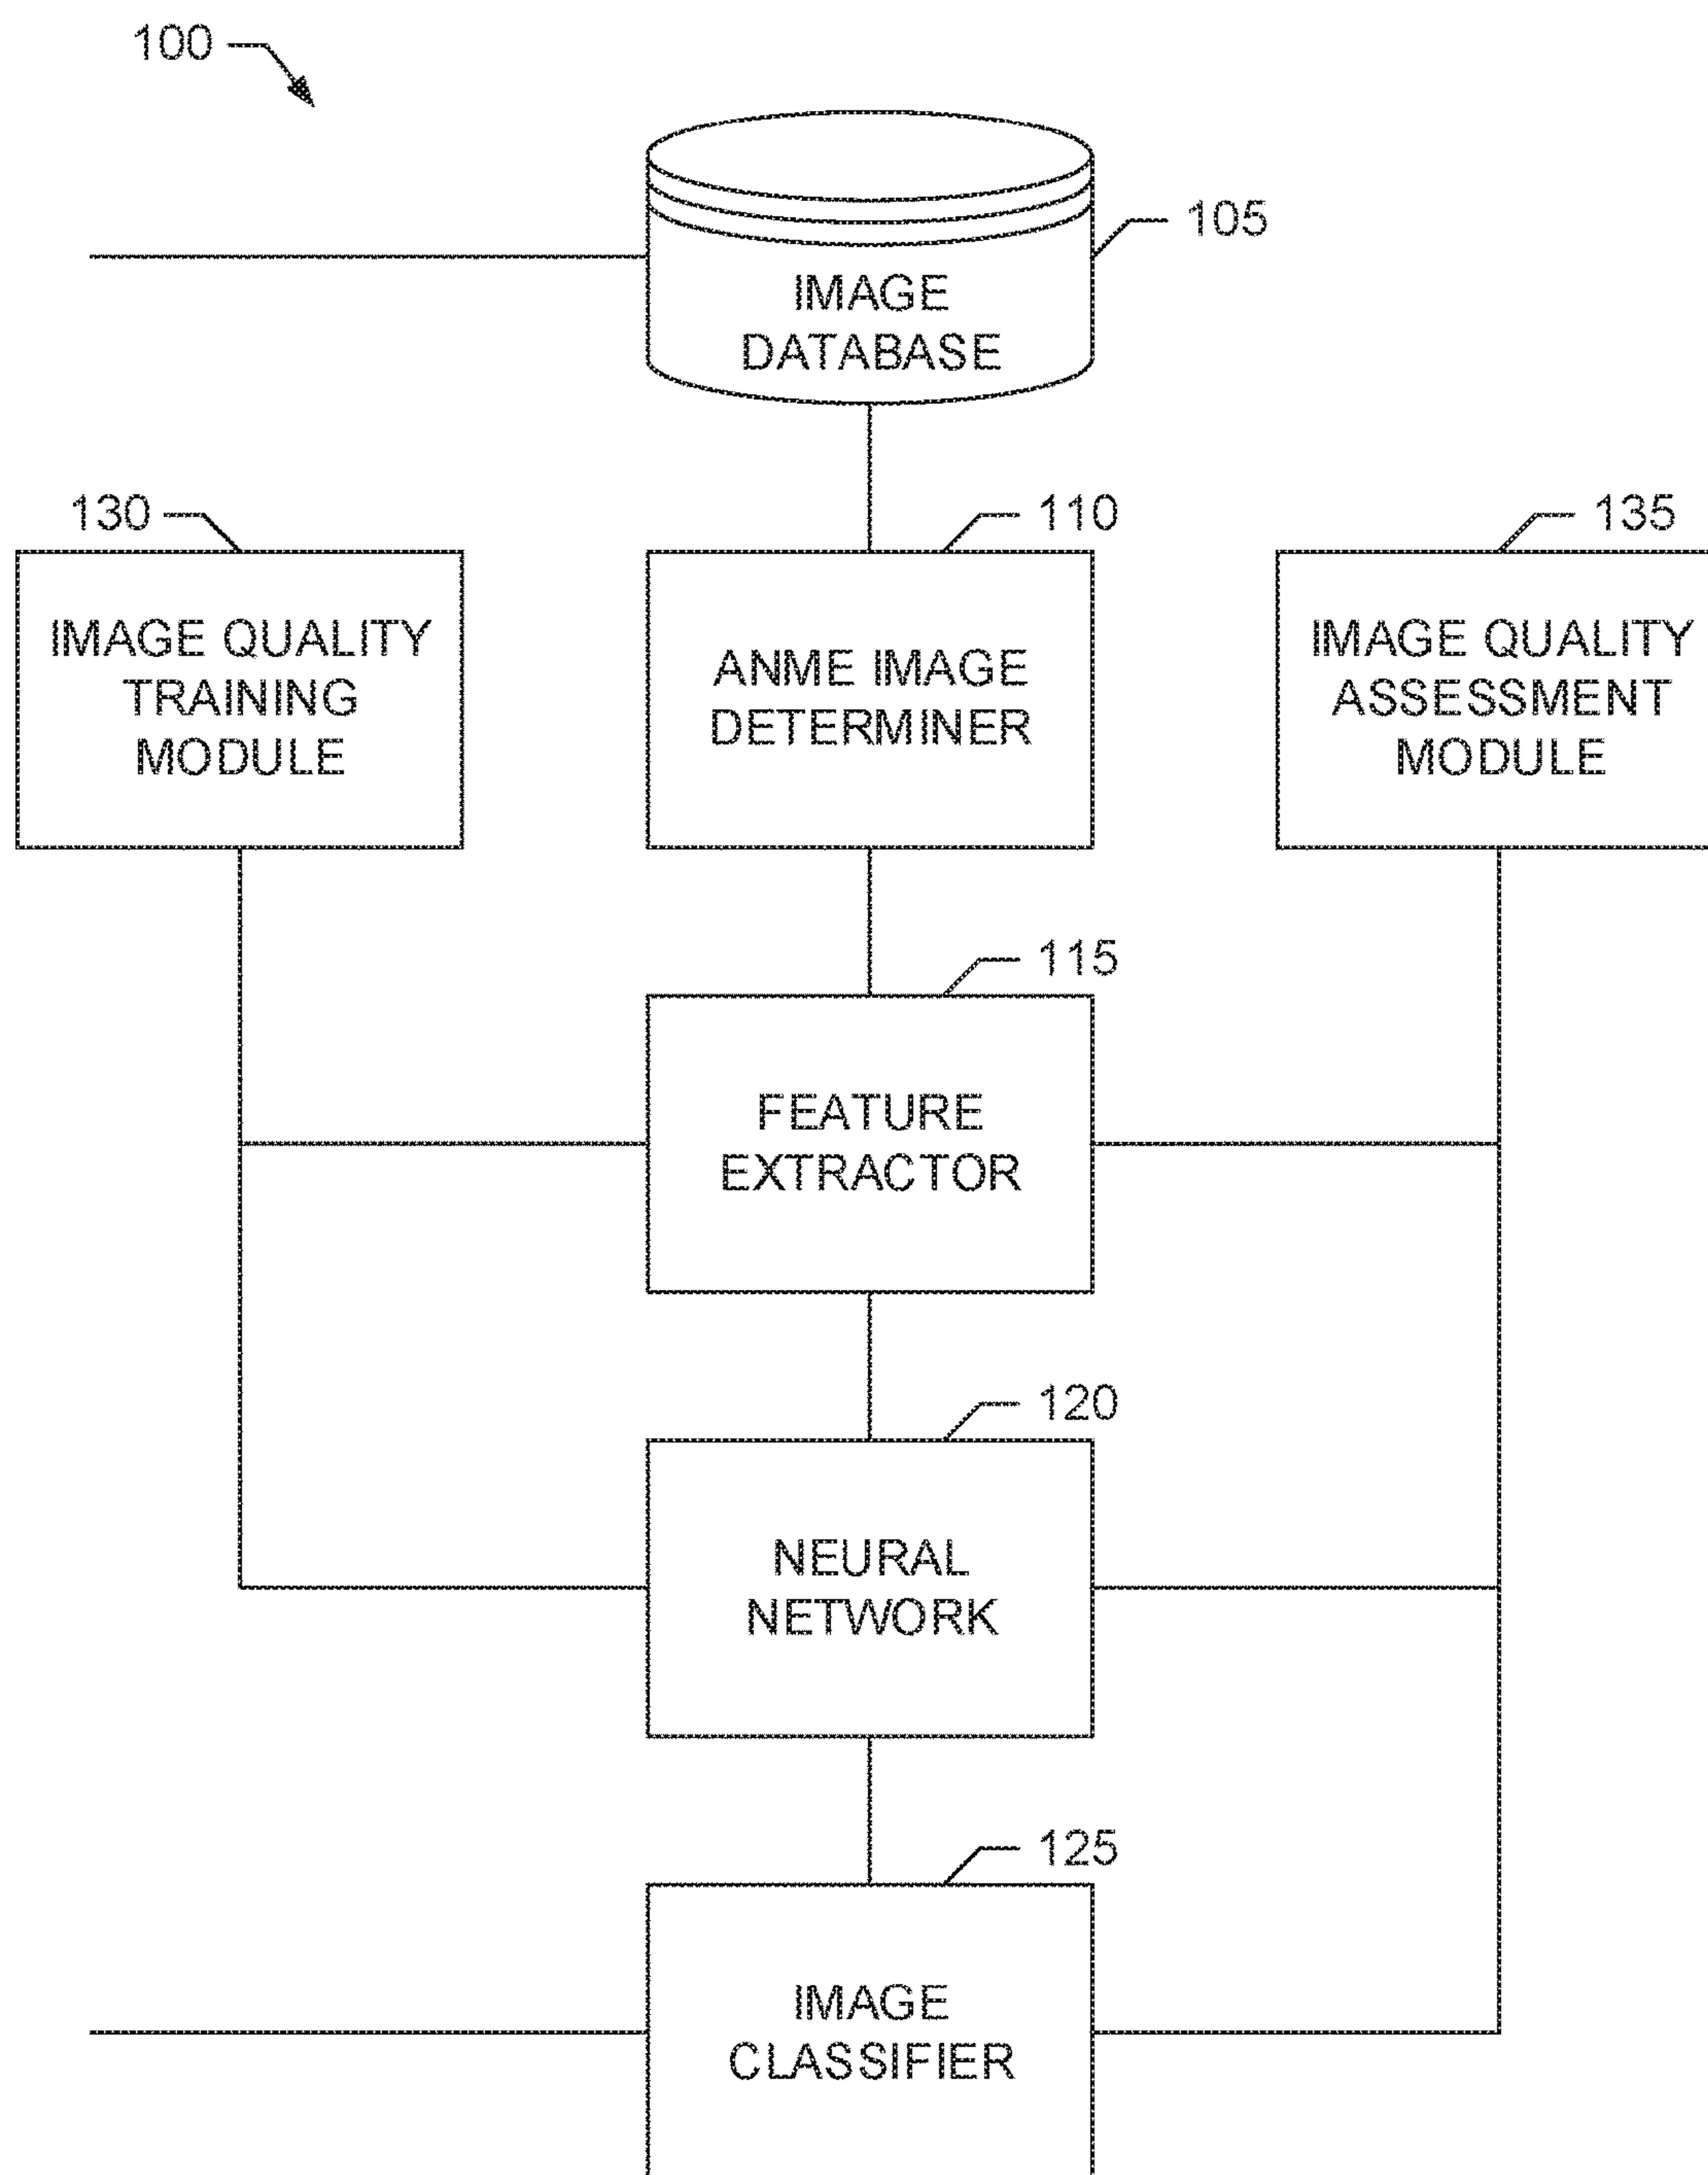 100
105
IMAGE
DATABASE
130
110
135
IMAGE QUALITY
TRAINING
MODULE
ANME IMAGE
DETERMINER
IMAGE QUALITY
ASSESSMENT
MODULE
115
FEATURE
EXTRACTOR
120
NEURAL
NETWORK
125
IMAGE
CLASSIFIER